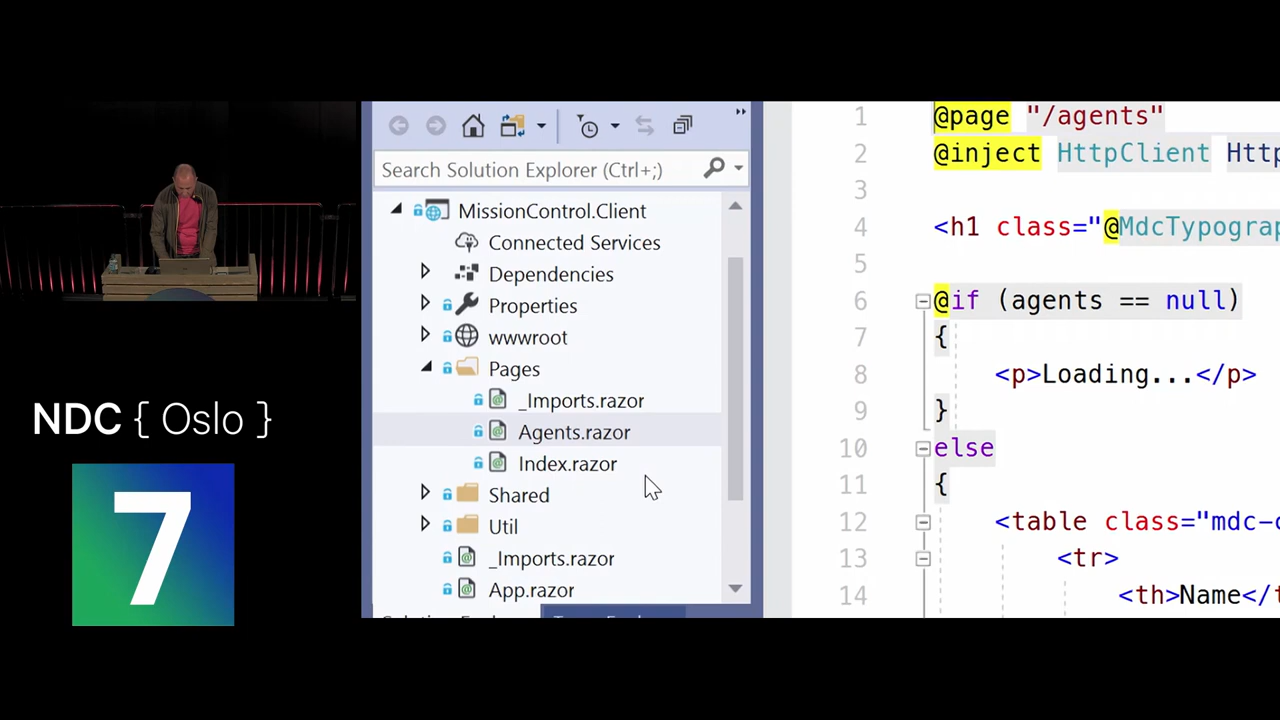 NDC { Oslo }
7
Search Solution Explorer (Ctrl+;)
MissionControl.Client
Connected Services
Dependencies
Properties
wwwroot
Pages
_Imports.razor
Agents.razor
Index.razor
Shared
Util
_Imports.razor
App.razor
1 @page "/agents"
2 @inject HttpClient Http
3
4 <h1 class="@MdcTypograp
5
6 @if (agents == null)
7 {
8 <p>Loading...</p>
9 }
10 else
11 {
12 <table class="mdc-
13 <tr>
14 <th>Name</t